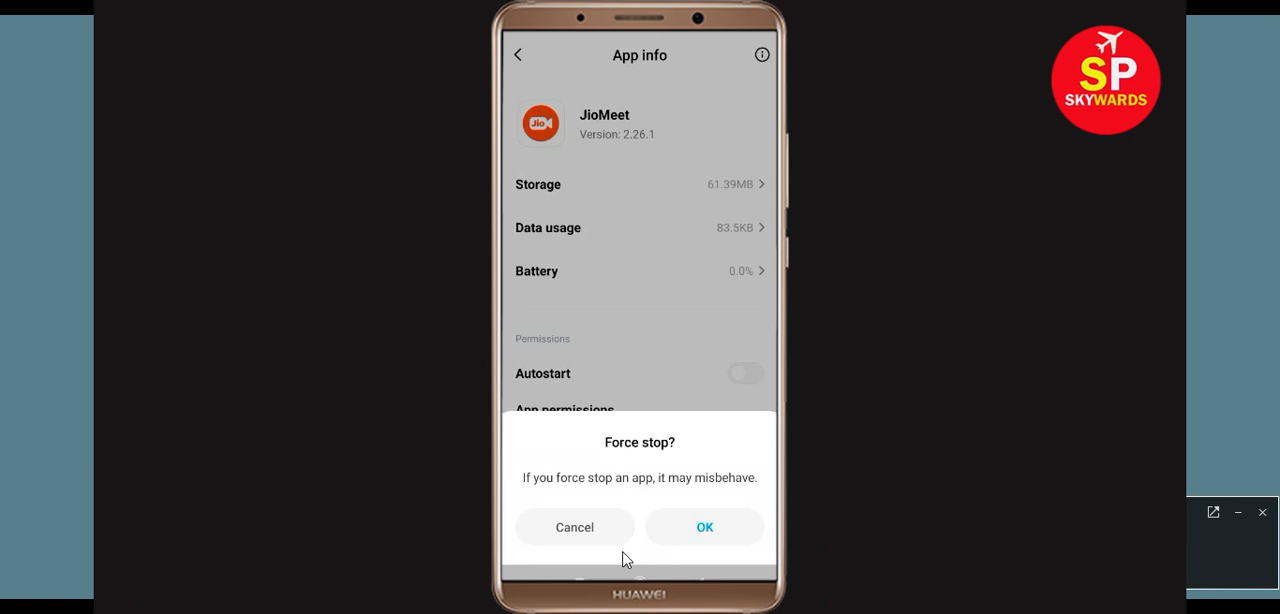 App info
SP
SKYWARDS
Jio
JioMeet
Version: 2.26.1
Storage 61.39MB
Data usage 83.5KB
Battery 0.0%
Permissions
Autostart
App permissions
Force stop?
If you force stop an app, it may misbehave.
Cancel OK
HUAWEI